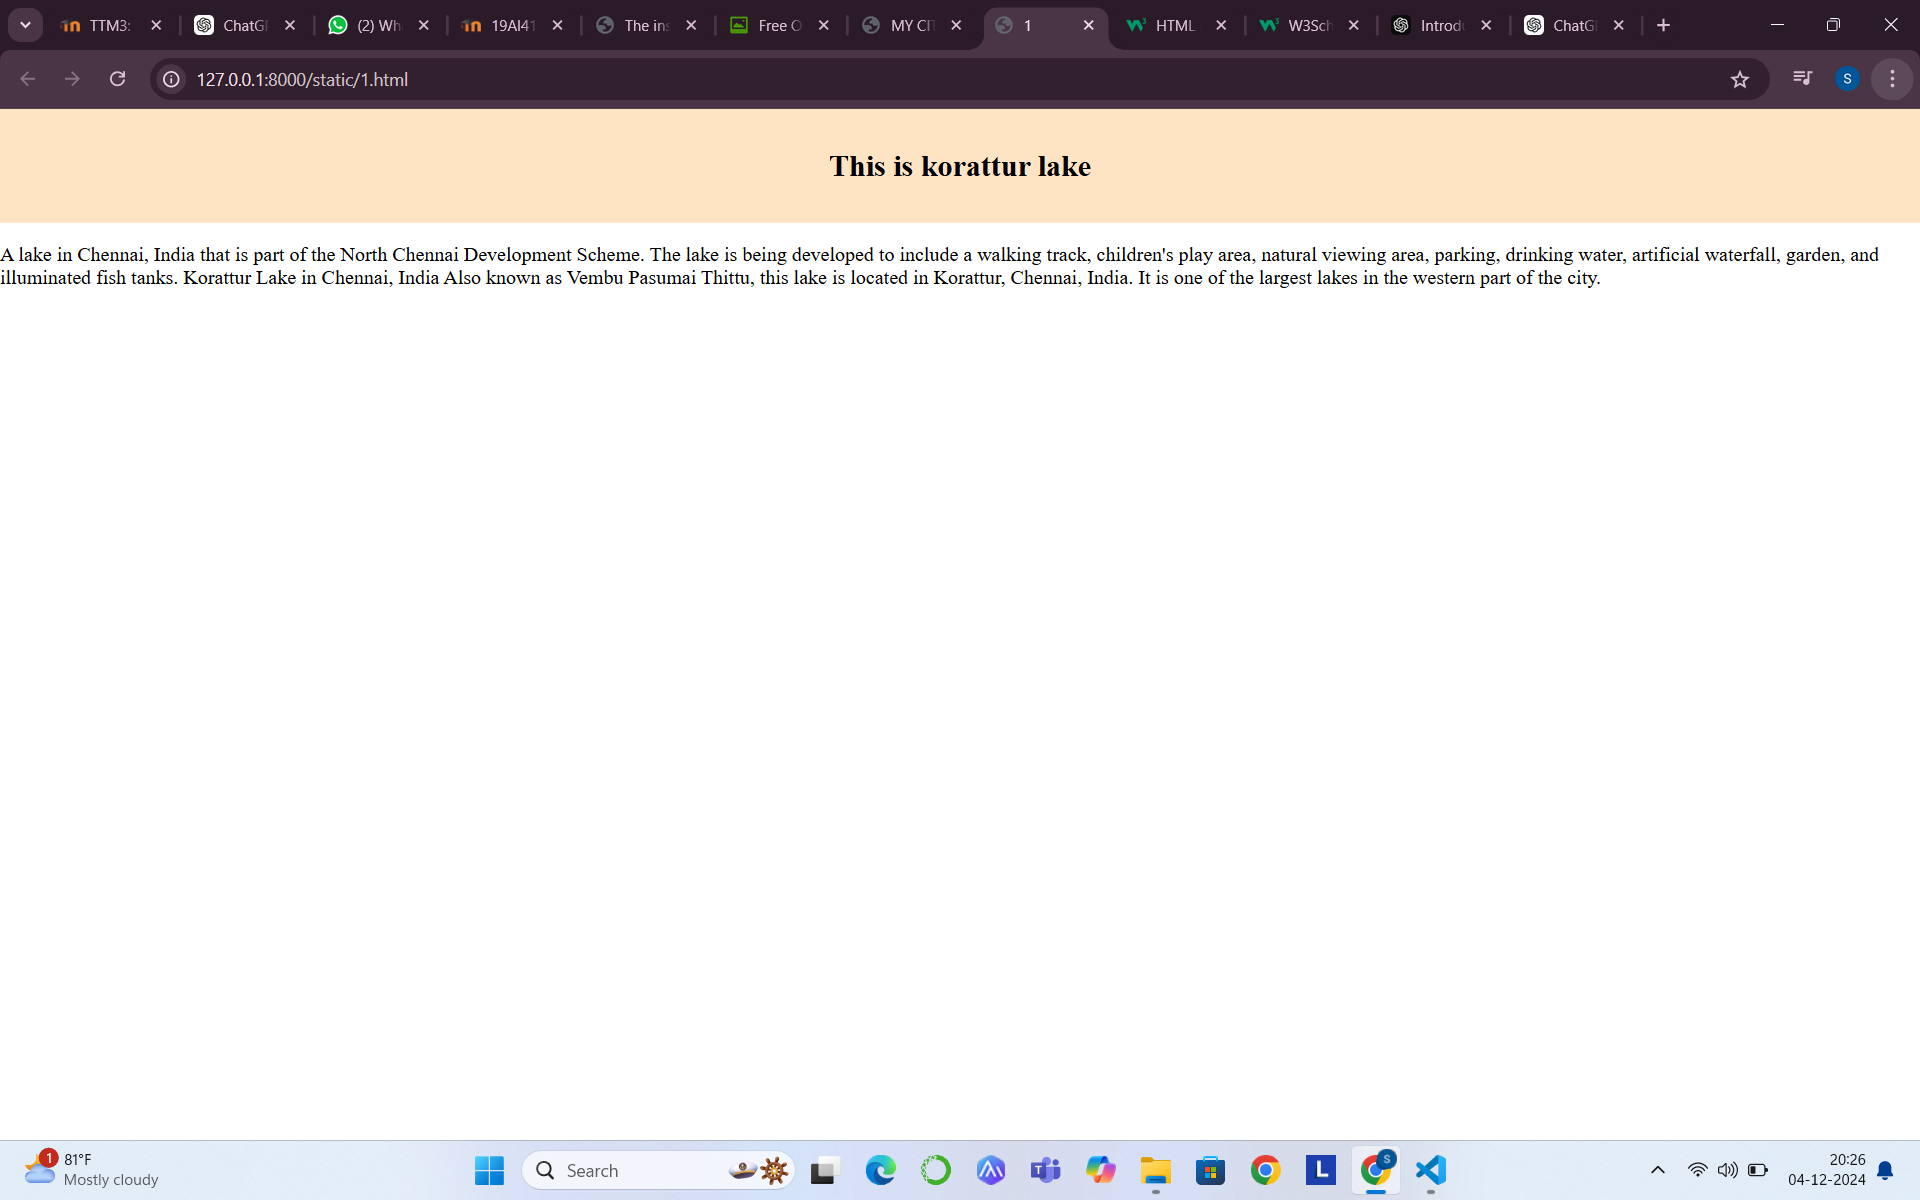 TTM3: ChatG (2) Wh 19AI41 The ins Free O MY CI 1 HTML W3Sch Introd ChatG
127.0.0.1:8000/static/1.html S
This is korattur lake
A lake in Chennai, India that is part of the North Chennai Development Scheme. The lake is being developed to include a walking track, children's play area, natural viewing area, parking, drinking water, artificial waterfall, garden, and
illuminated fish tanks. Korattur Lake in Chennai, India Also known as Vembu Pasumai Thittu, this lake is located in Korattur, Chennai, India. It is one of the largest lakes in the western part of the city.
1 81°F
Mostly cloudy
Search
L
S
20:26
04-12-2024